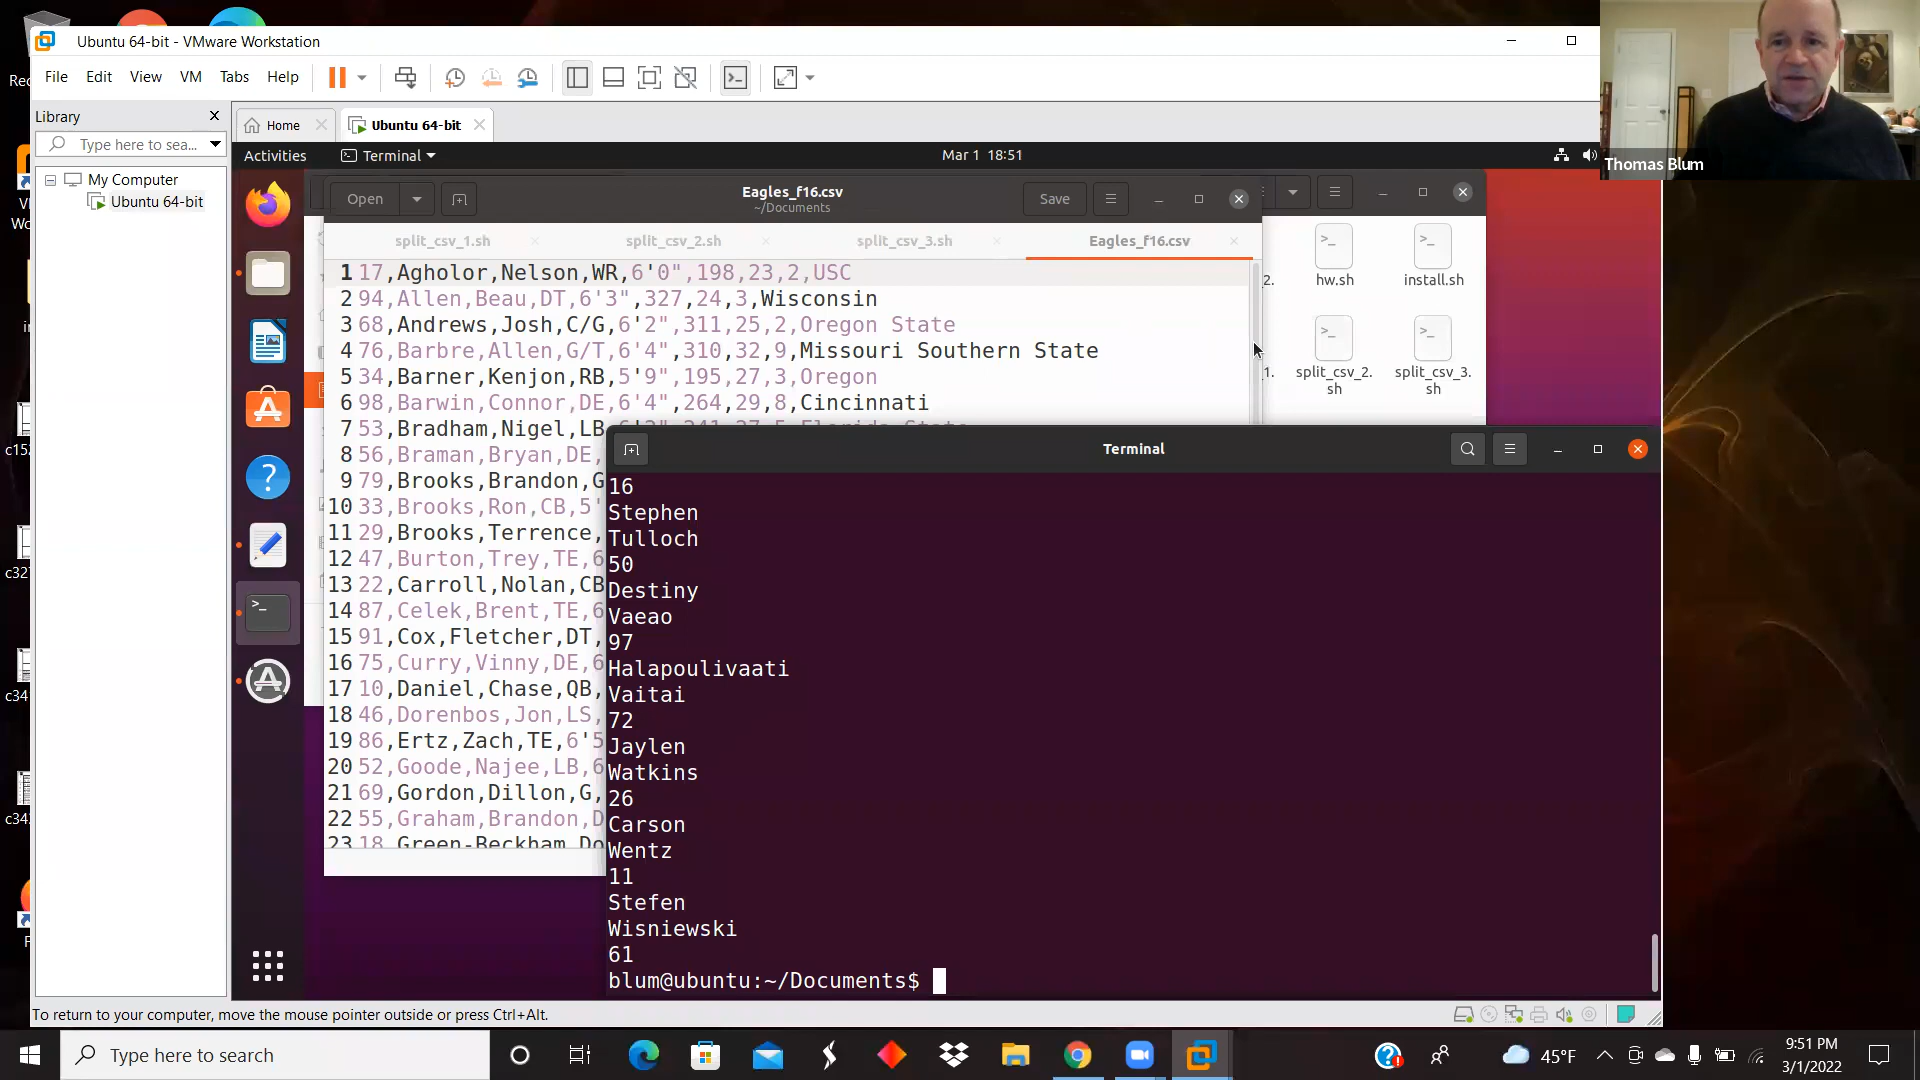 Ubuntu 64-bit - VMware Workstation
File Edit View VM Tabs Help
Library
Type here to sea...
My Computer
Ubuntu 64-bit
Home
Ubuntu 64-bit
Activities
Terminal
Mar 1 18:51
Thomas Blum
Open
Eagles_f16.csv
~/Documents
Save
split_csv_1.sh
split_csv_2.sh
split_csv_3.sh
Eagles_f16.csv
1 17,Agholor,Nelson,WR,6'0",198,23,2,USC
2 94,Allen,Beau,DT,6'3",327,24,3,Wisconsin
3 68,Andrews,Josh,C/G,6'2",311,25,2,Oregon State
4 76,Barbre,Allen,G/T,6'4",310,32,9,Missouri Southern State
5 34,Barner,Kenjon,RB,5'9",195,27,3,Oregon
6 98,Barwin,Connor,DE,6'4",264,29,8,Cincinnati
7 53,Bradham,Nigel,LB
8 56,Braman,Bryan,DE,
9 79,Brooks,Brandon,G
10 33,Brooks,Ron,CB,5'
11 29,Brooks,Terrence,
12 47,Burton,Trey,TE,6
13 22,Carroll,Nolan,CB
14 87,Celek,Brent,TE,6
15 91,Cox,Fletcher,DT,
16 75,Curry,Vinny,DE,6
17 10,Daniel,Chase,QB,
18 46,Dorenbos,Jon,LS,
19 86,Ertz,Zach,TE,6'5
20 52,Goode,Najee,LB,6
21 69,Gordon,Dillon,G,
22 55,Graham,Brandon,D
23 18,Green-Beckham,Do
2.
hw.sh
install.sh
1.
split_csv_2.
sh
split_csv_3.
sh
Terminal
16
Stephen
Tulloch
50
Destiny
Vaeao
97
Halapoulivaati
Vaitai
72
Jaylen
Watkins
26
Carson
Wentz
11
Stefen
Wisniewski
61
blum@ubuntu:~/Documents$
To return to your computer, move the mouse pointer outside or press Ctrl+Alt.
Type here to search
45°F
9:51 PM
3/1/2022